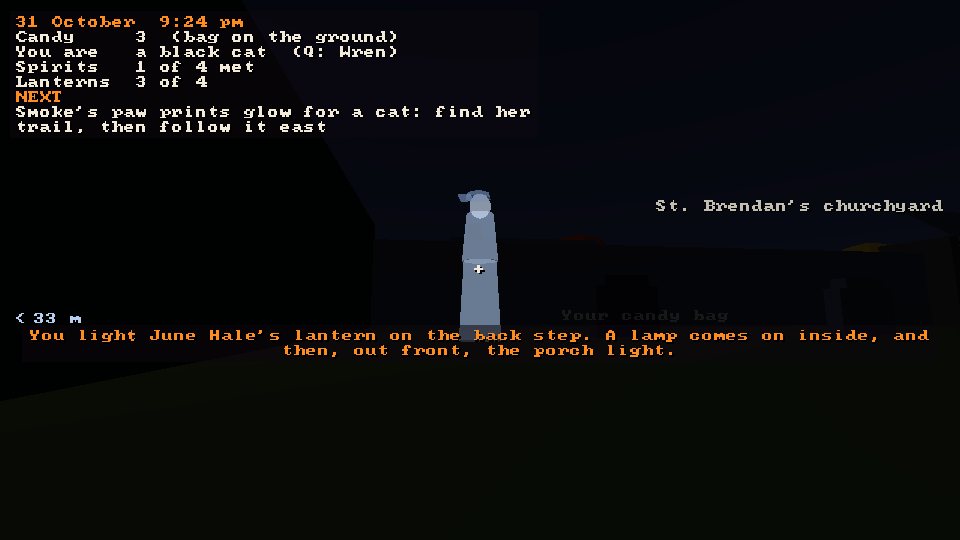 31 October  9:24 pm
Candy    3  (bag on the ground)
You are   a black cat  (Q: Wren)
Spirits   1 of 4 met
Lanterns  3 of 4
NEXT
Smoke's paw prints glow for a cat: find her
trail, then follow it east
St. Brendan's churchyard
Your candy bag
< 33 m
You light June Hale's lantern on the back step. A lamp comes on inside, and
then, out front, the porch light.